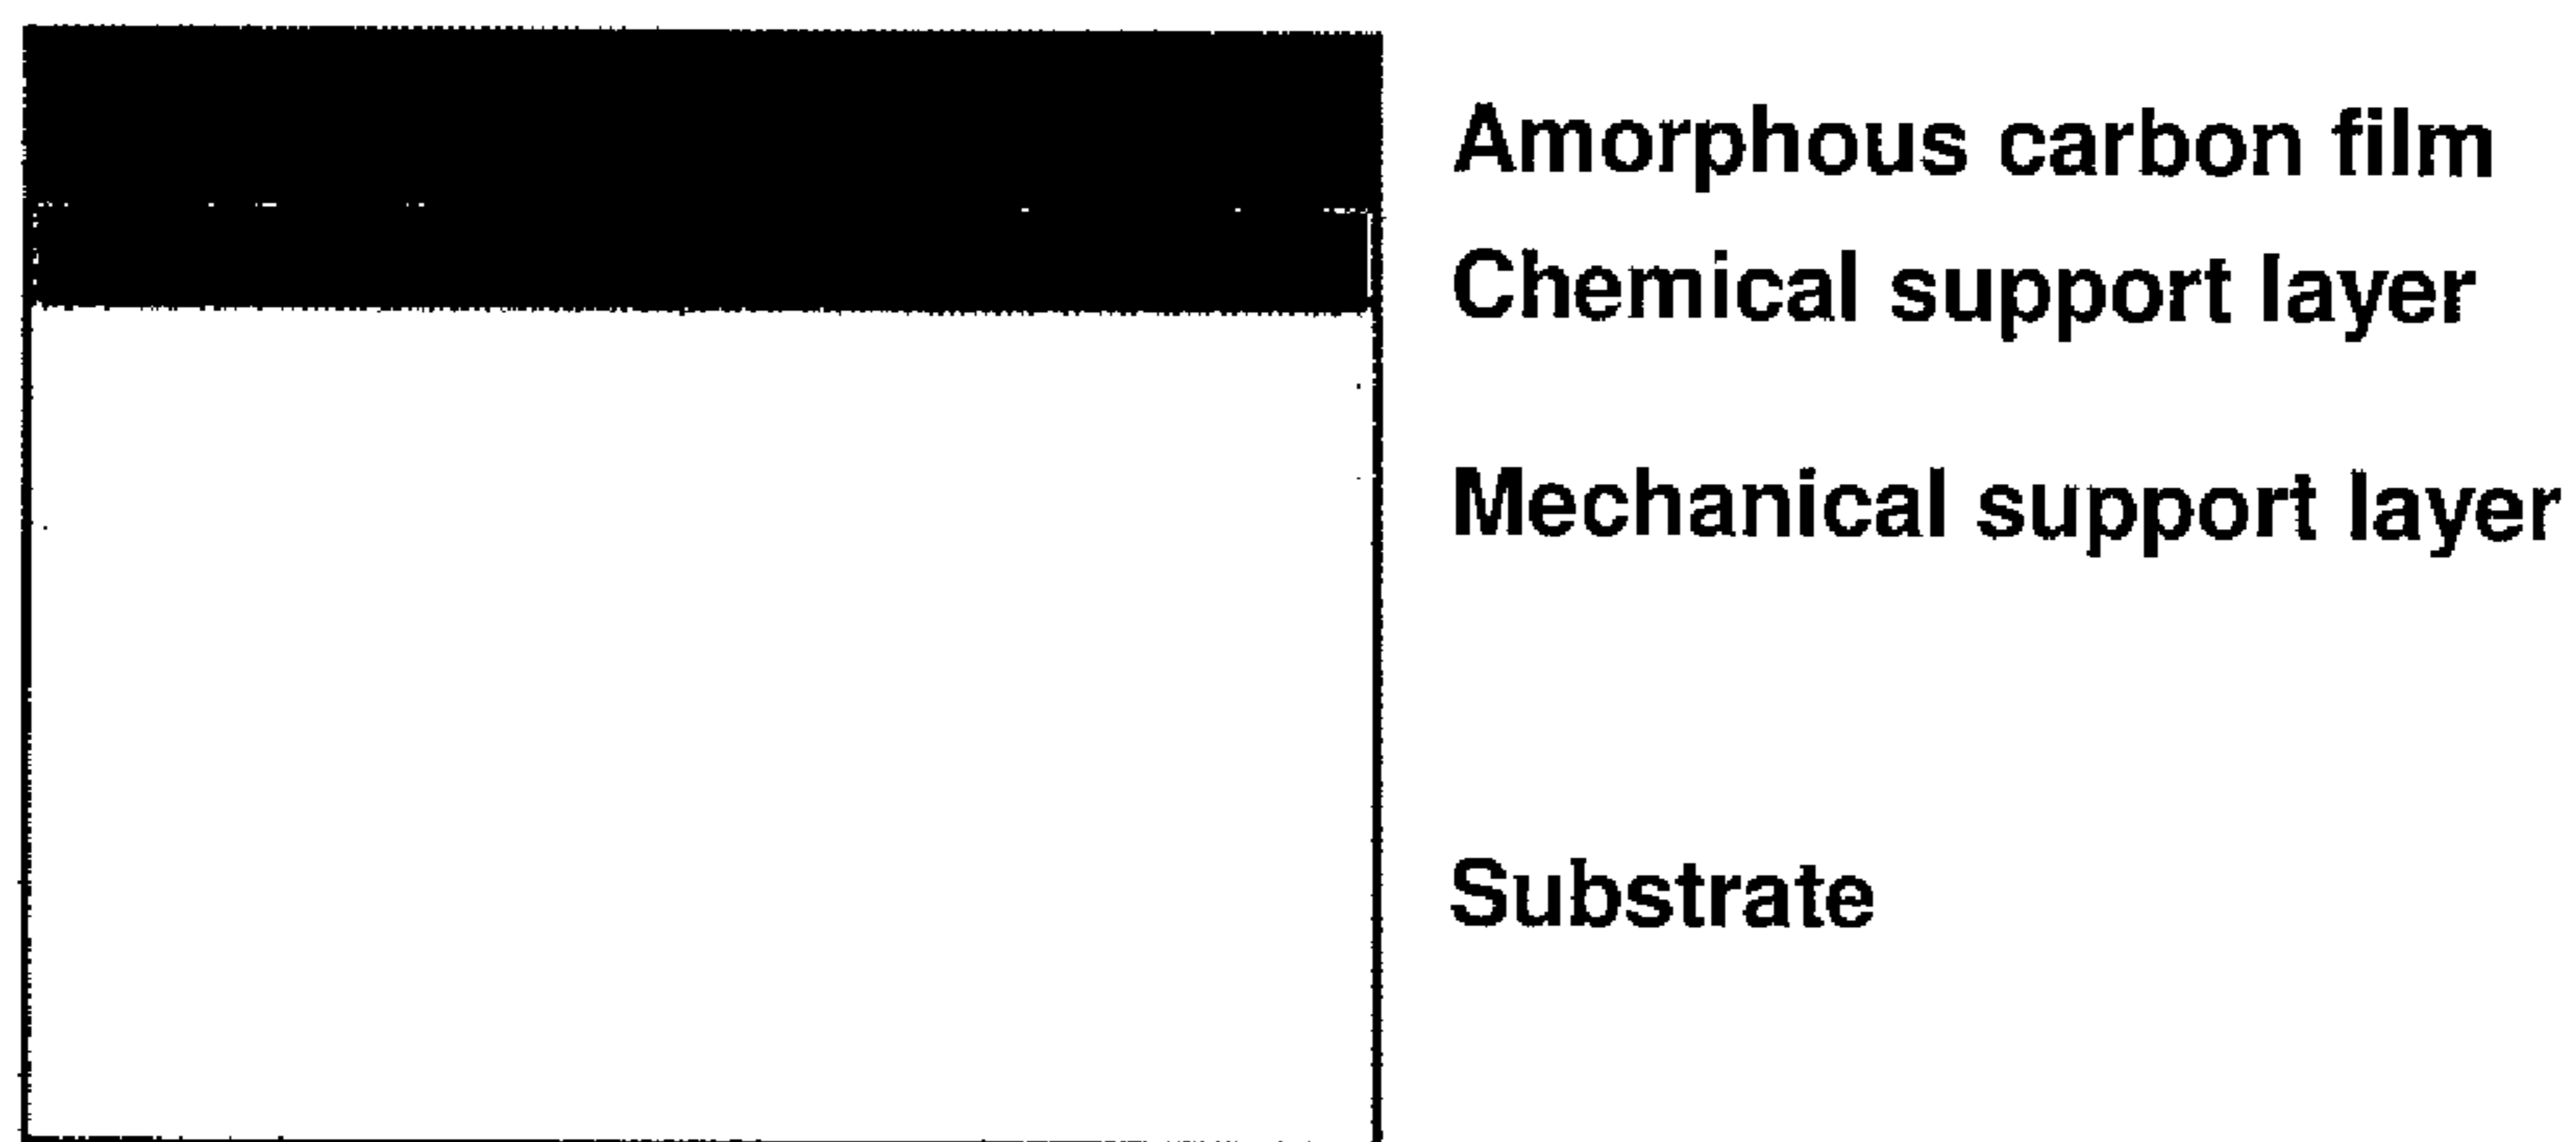 Amorphous carbon film
Chemical support layer
Mechanical support layer
Substrate